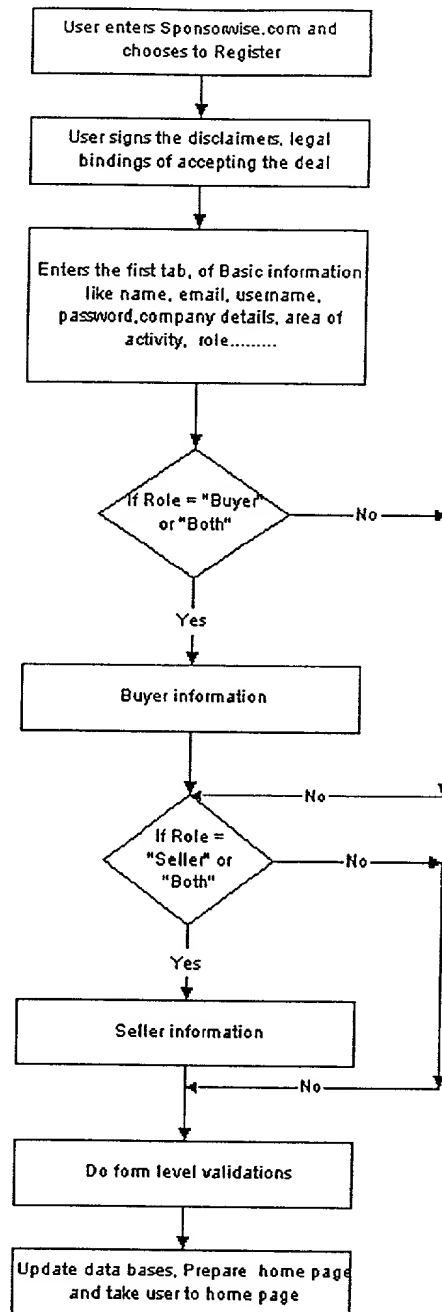 User enters Sponsorwise.com and
chooses to Register
User signs the disclaimers, legal
bindings of accepting the deal
Enters the first tab, of Basic information
like name, email, username,
password,company details, area of
activity, role.........
If Role = "Buyer"
or "Both"
No
Yes
Buyer information
No
If Role =
"Seller" or
"Both"
No
Yes
Seller information
No
Do form level validations
Update data bases, Prepare home page
and take user to home page